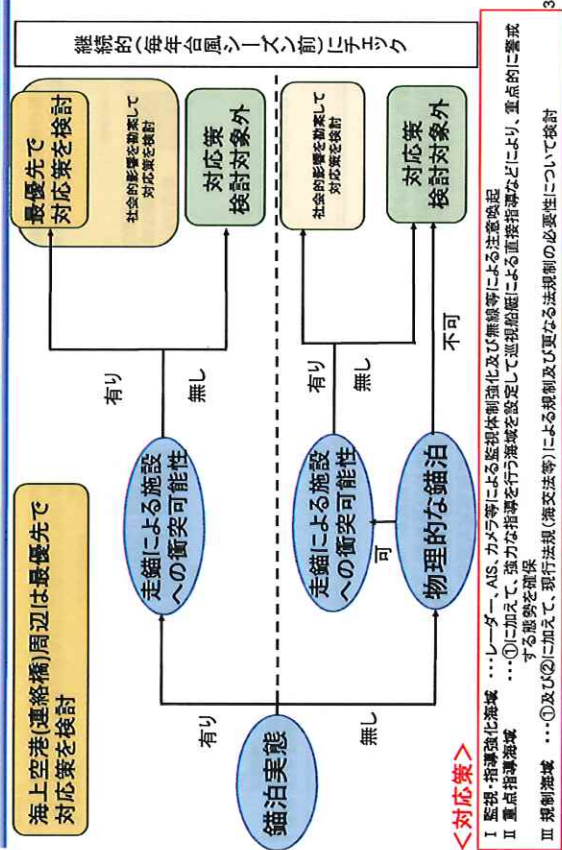 海上空港(連絡橋)周辺は最優先で
対応策を検討
錨泊実態
有り
無し
走錨による施設
への衝突可能性
有り
無し
最優先で
対応策を検討
社会的影響を勘案して
対応策を検討
対応策
検討対象外
物理的な錨泊
可
不可
走錨による施設
への衝突可能性
有り
無し
社会的影響を勘案して
対応策を検討
対応策
検討対象外
継続的(毎年台風シーズン前)にチェック
<対応策>
Ⅰ 監視・指導強化海域 ・・・レーダー、AIS、カメラ等による監視体制強化及び無線等による注意喚起
Ⅱ 重点指導海域 ・・・①に加えて、強力な指導を行う海域を設定して巡視船艇による直接指導などにより、重点的に警戒
する態勢を確保
Ⅲ 規制海域 ・・・①及び②に加えて、現行法規(海交法等)による規制及び更なる法規制の必要性について検討
3